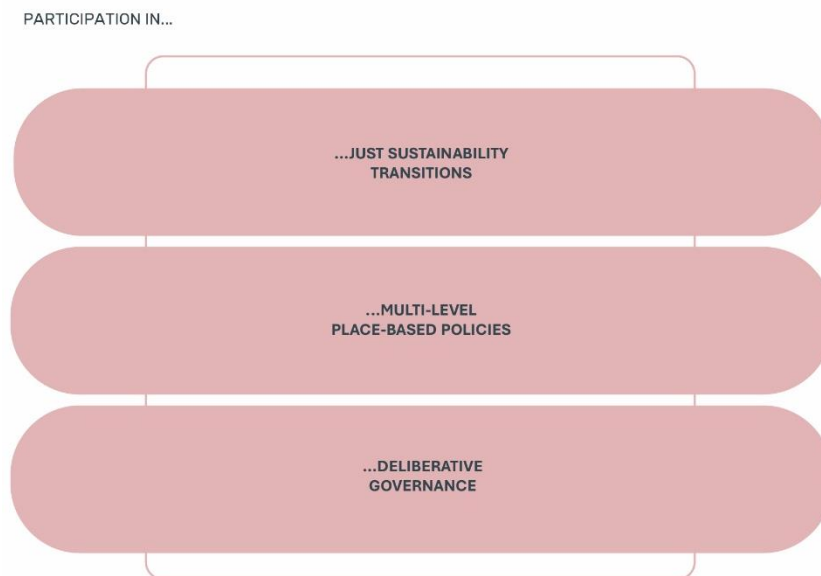 PARTICIPATION IN...
...JUST SUSTAINABILITY
TRANSITIONS
...MULTI-LEVEL
PLACE-BASED POLICIES
...DELIBERATIVE
GOVERNANCE